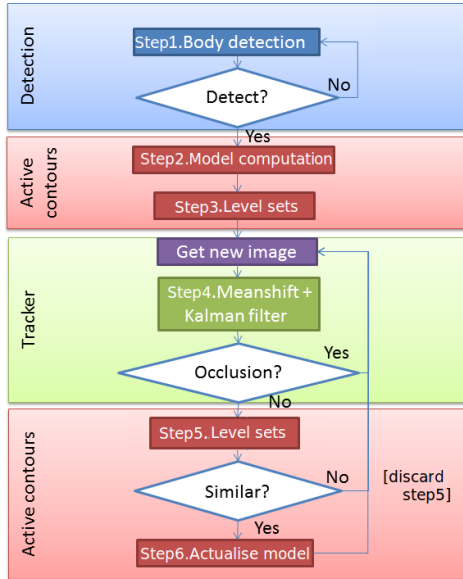 Detection
Step1.Body detection
No
Detect?
Yes
Active
contours
Step2.Model computation
Step3.Level sets
Tracker
Get new image
Step4.Meanshift +
Kalman filter
Yes
Occlusion?
No
Active contours
Step5.Level sets
No
[discard
step5]
Similar?
Yes
Step6.Actualise model